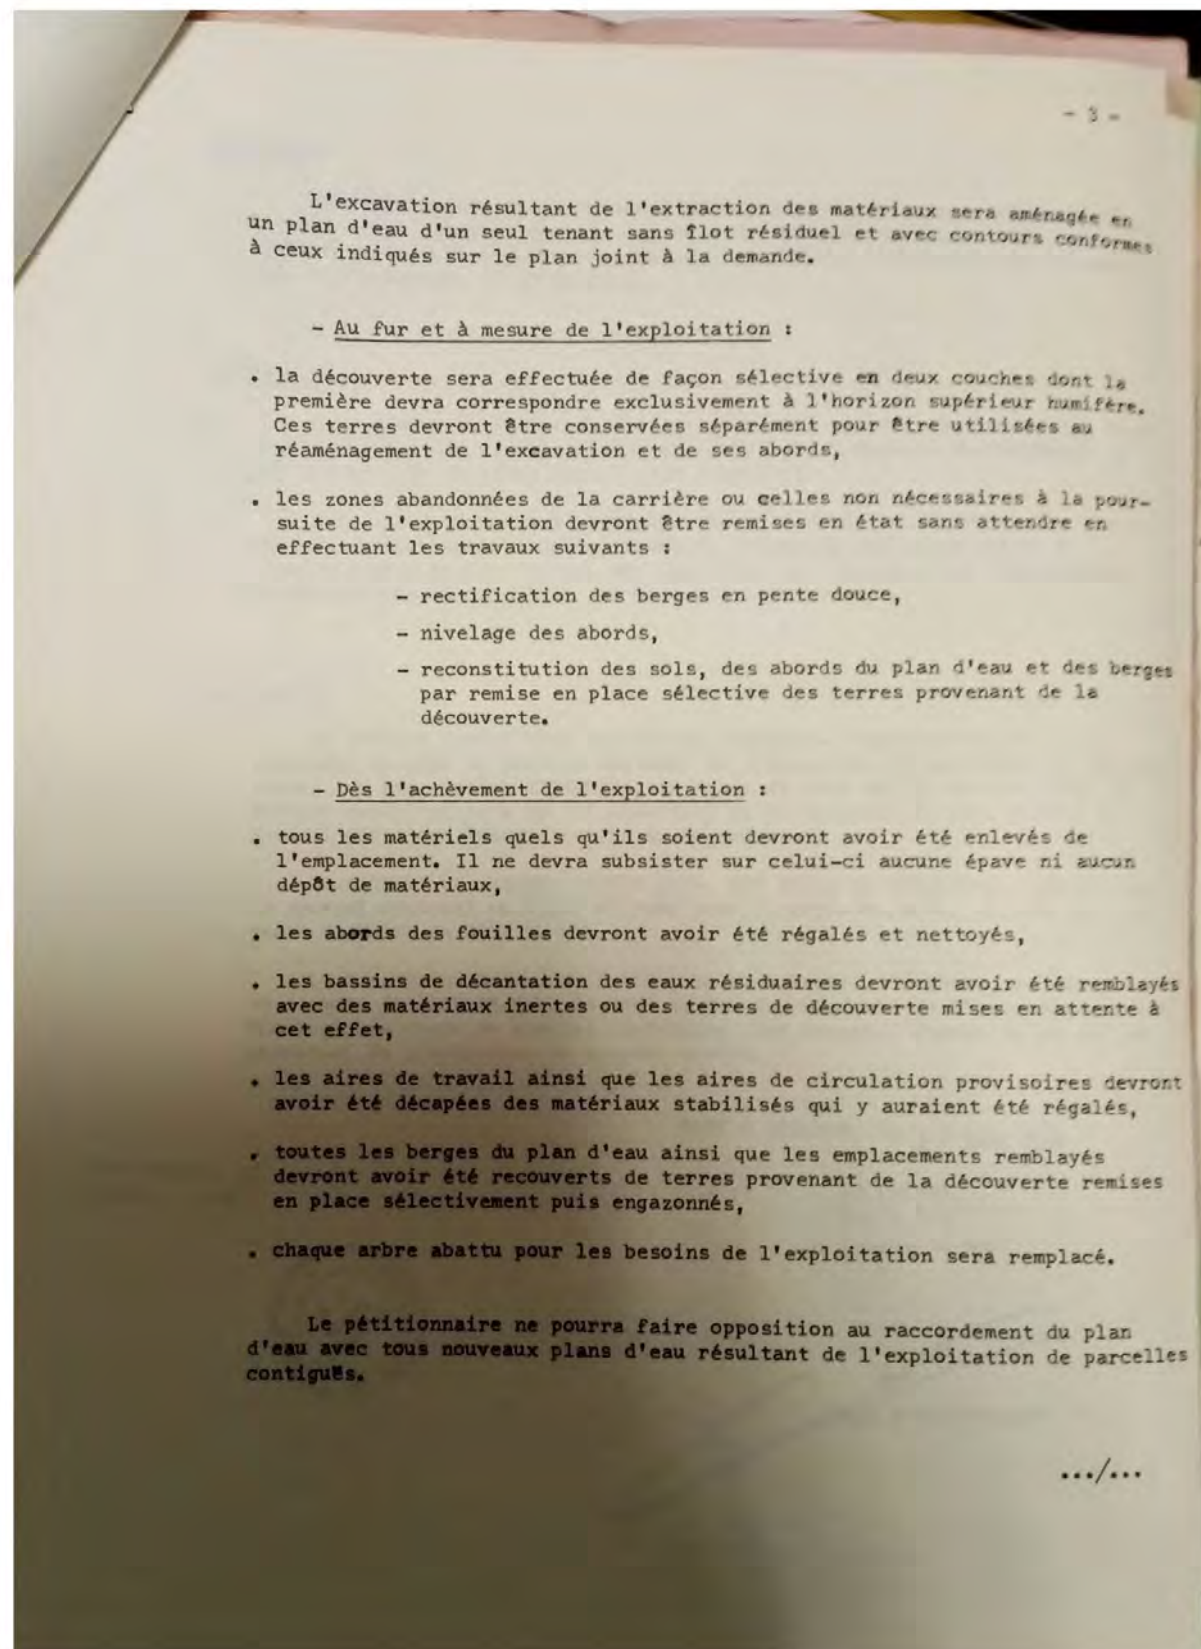 - 3 -
L'excavation résultant de l'extraction des matériaux sera aménagée en
un plan d'eau d'un seul tenant sans îlot résiduel et avec contours conformes
à ceux indiqués sur le plan joint à la demande.
- Au fur et à mesure de l'exploitation :
. la découverte sera effectuée de façon sélective en deux couches dont la
première devra correspondre exclusivement à l'horizon supérieur humifère.
Ces terres devront être conservées séparément pour être utilisées au
réaménagement de l'excavation et de ses abords,
. les zones abandonnées de la carrière ou celles non nécessaires à la pour-
suite de l'exploitation devront être remises en état sans attendre en
effectuant les travaux suivants :
- rectification des berges en pente douce,
- nivelage des abords,
- reconstitution des sols, des abords du plan d'eau et des berges
par remise en place sélective des terres provenant de la
découverte.
- Dès l'achèvement de l'exploitation :
. tous les matériels quels qu'ils soient devront avoir été enlevés de
l'emplacement. Il ne devra subsister sur celui-ci aucune épave ni aucun
dépôt de matériaux,
. les abords des fouilles devront avoir été régalés et nettoyés,
. les bassins de décantation des eaux résiduaires devront avoir été remblayés
avec des matériaux inertes ou des terres de découverte mises en attente à
cet effet,
. les aires de travail ainsi que les aires de circulation provisoires devront
avoir été décapées des matériaux stabilisés qui y auraient été régalés,
. toutes les berges du plan d'eau ainsi que les emplacements remblayés
devront avoir été recouverts de terres provenant de la découverte remises
en place sélectivement puis engazonnés,
. chaque arbre abattu pour les besoins de l'exploitation sera remplacé.
Le pétitionnaire ne pourra faire opposition au raccordement du plan
d'eau avec tous nouveaux plans d'eau résultant de l'exploitation de parcelles
contiguës.
.../...